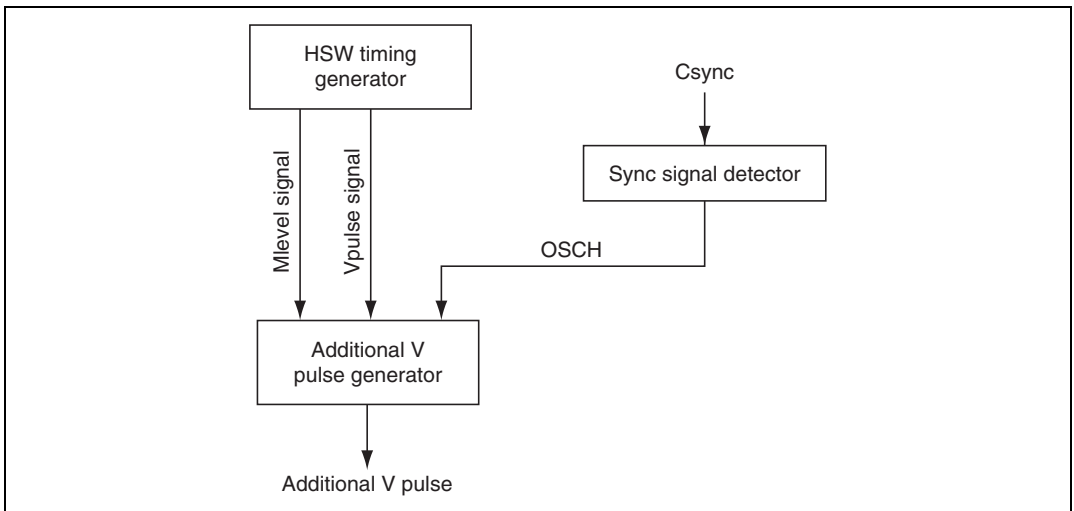 HSW timing
generator
Csync
Sync signal detector
Mlevel signal
Vpulse signal
OSCH
Additional V
pulse generator
Additional V pulse